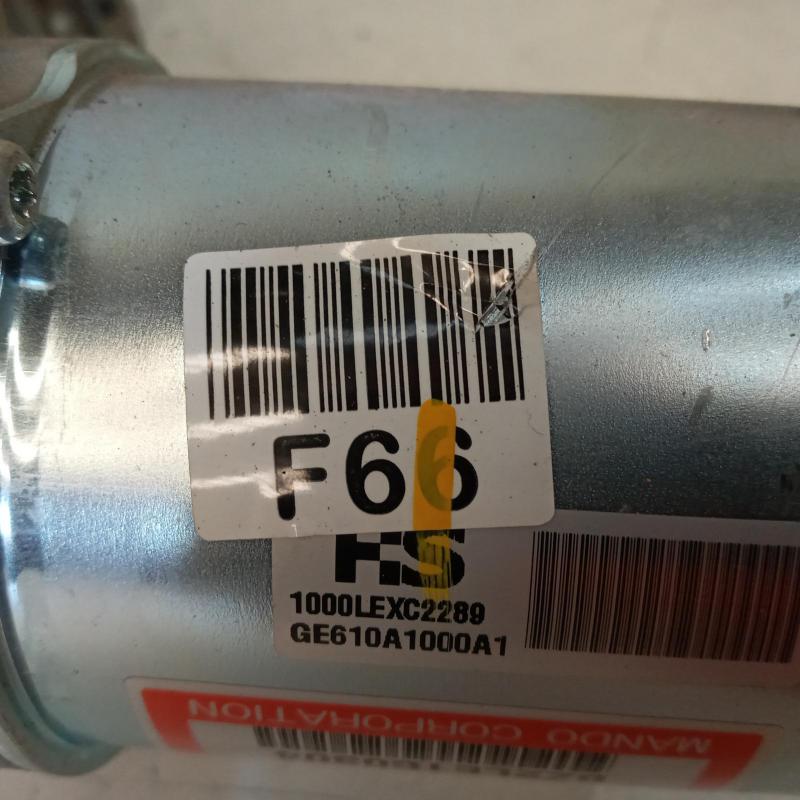 F66
HS
1000LEXC2289
GE610A1000A1
MANDO CORPORATION